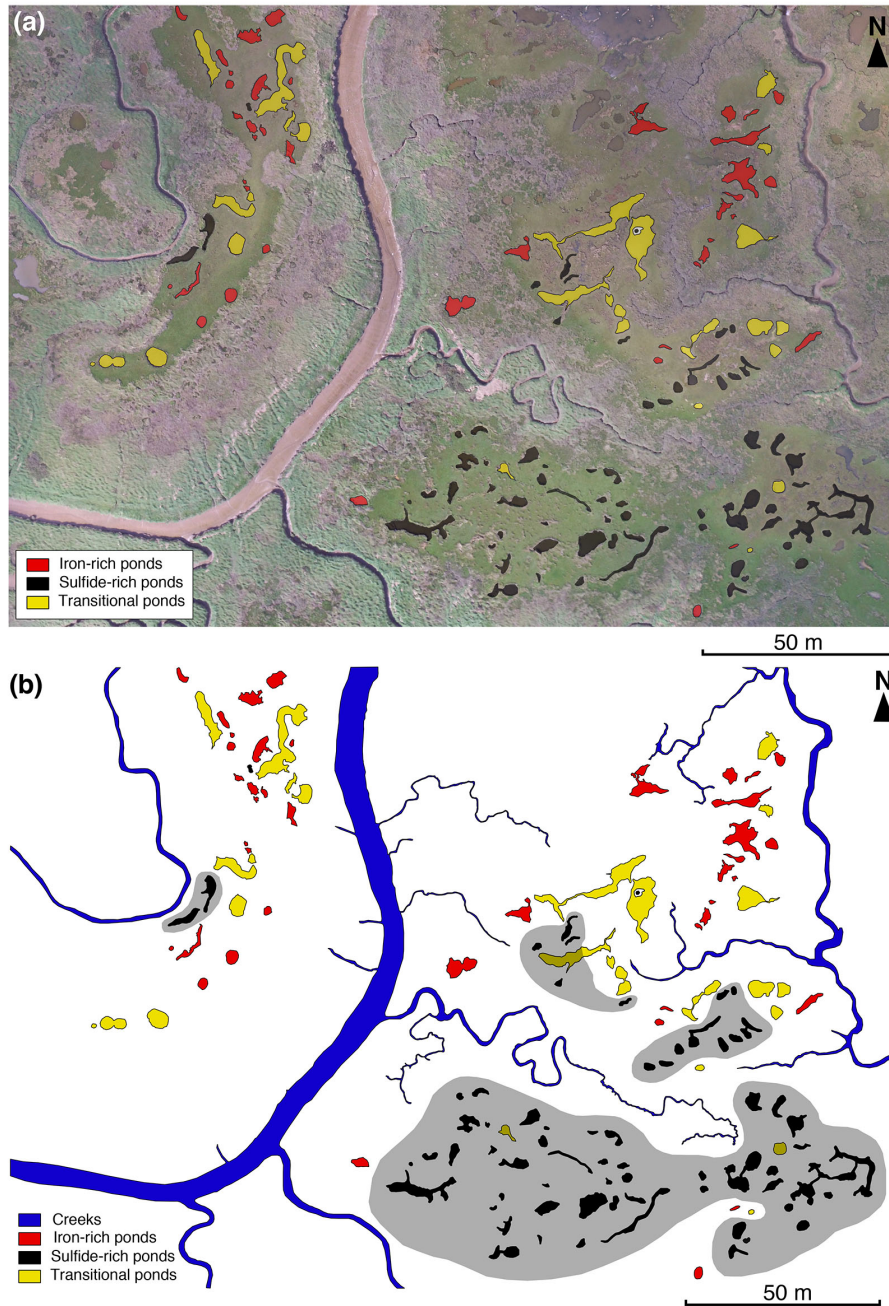 (a)
N
Iron-rich ponds
Sulfide-rich ponds
Transitional ponds
50 m
(b)
N
Creeks
Iron-rich ponds
Sulfide-rich ponds
Transitional ponds
50 m